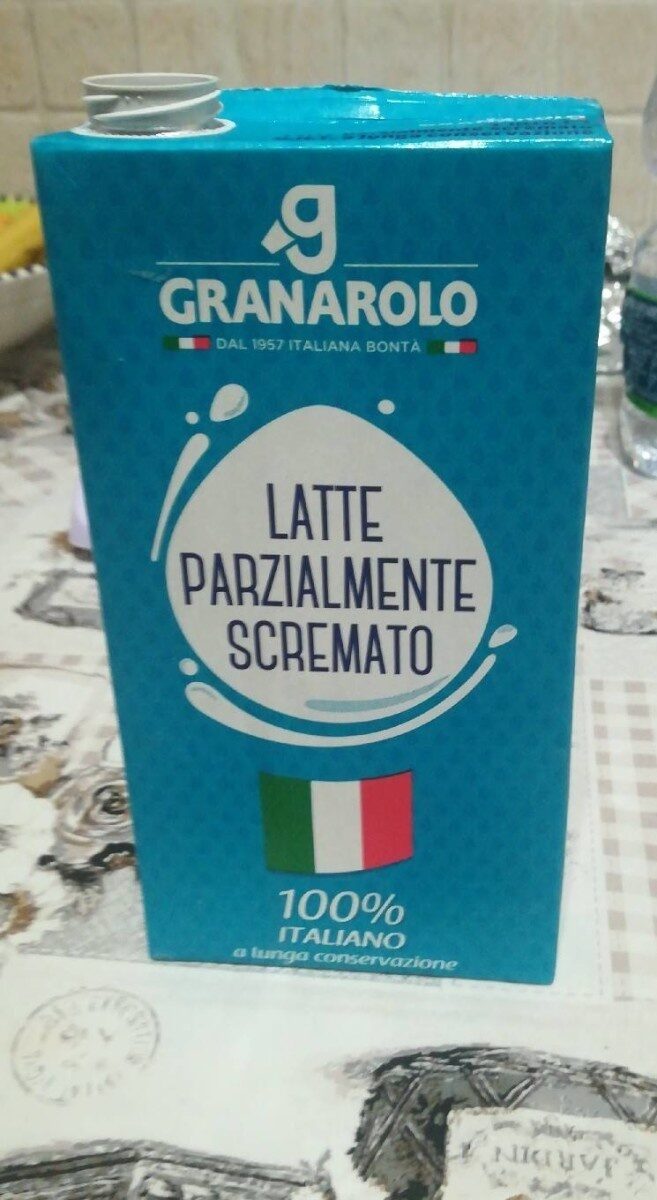 GRANAROLO
DAL 1957 ITALIANA BONTÀ
LATTE
PARZIALMENTE
SCREMATO
100%
ITALIANO
a lunga conservazione